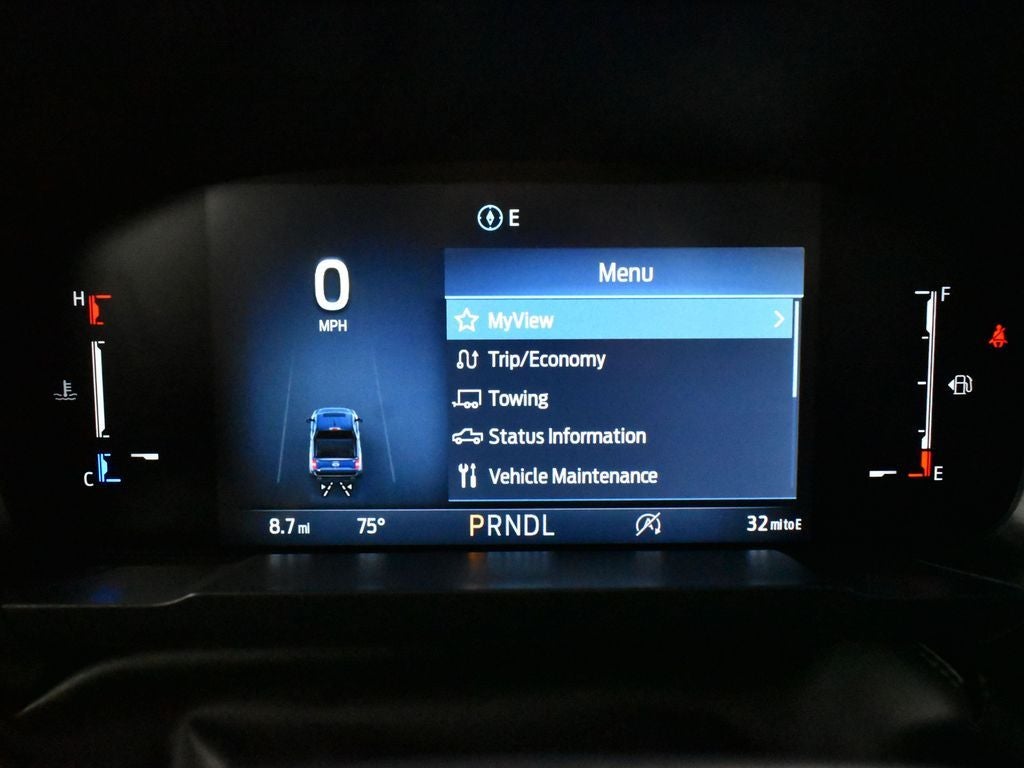 E
0
MPH
H
C
Menu
MyView
Trip/Economy
Towing
Status Information
Vehicle Maintenance
F
E
8.7 mi 75° PRNDL 32 mi to E